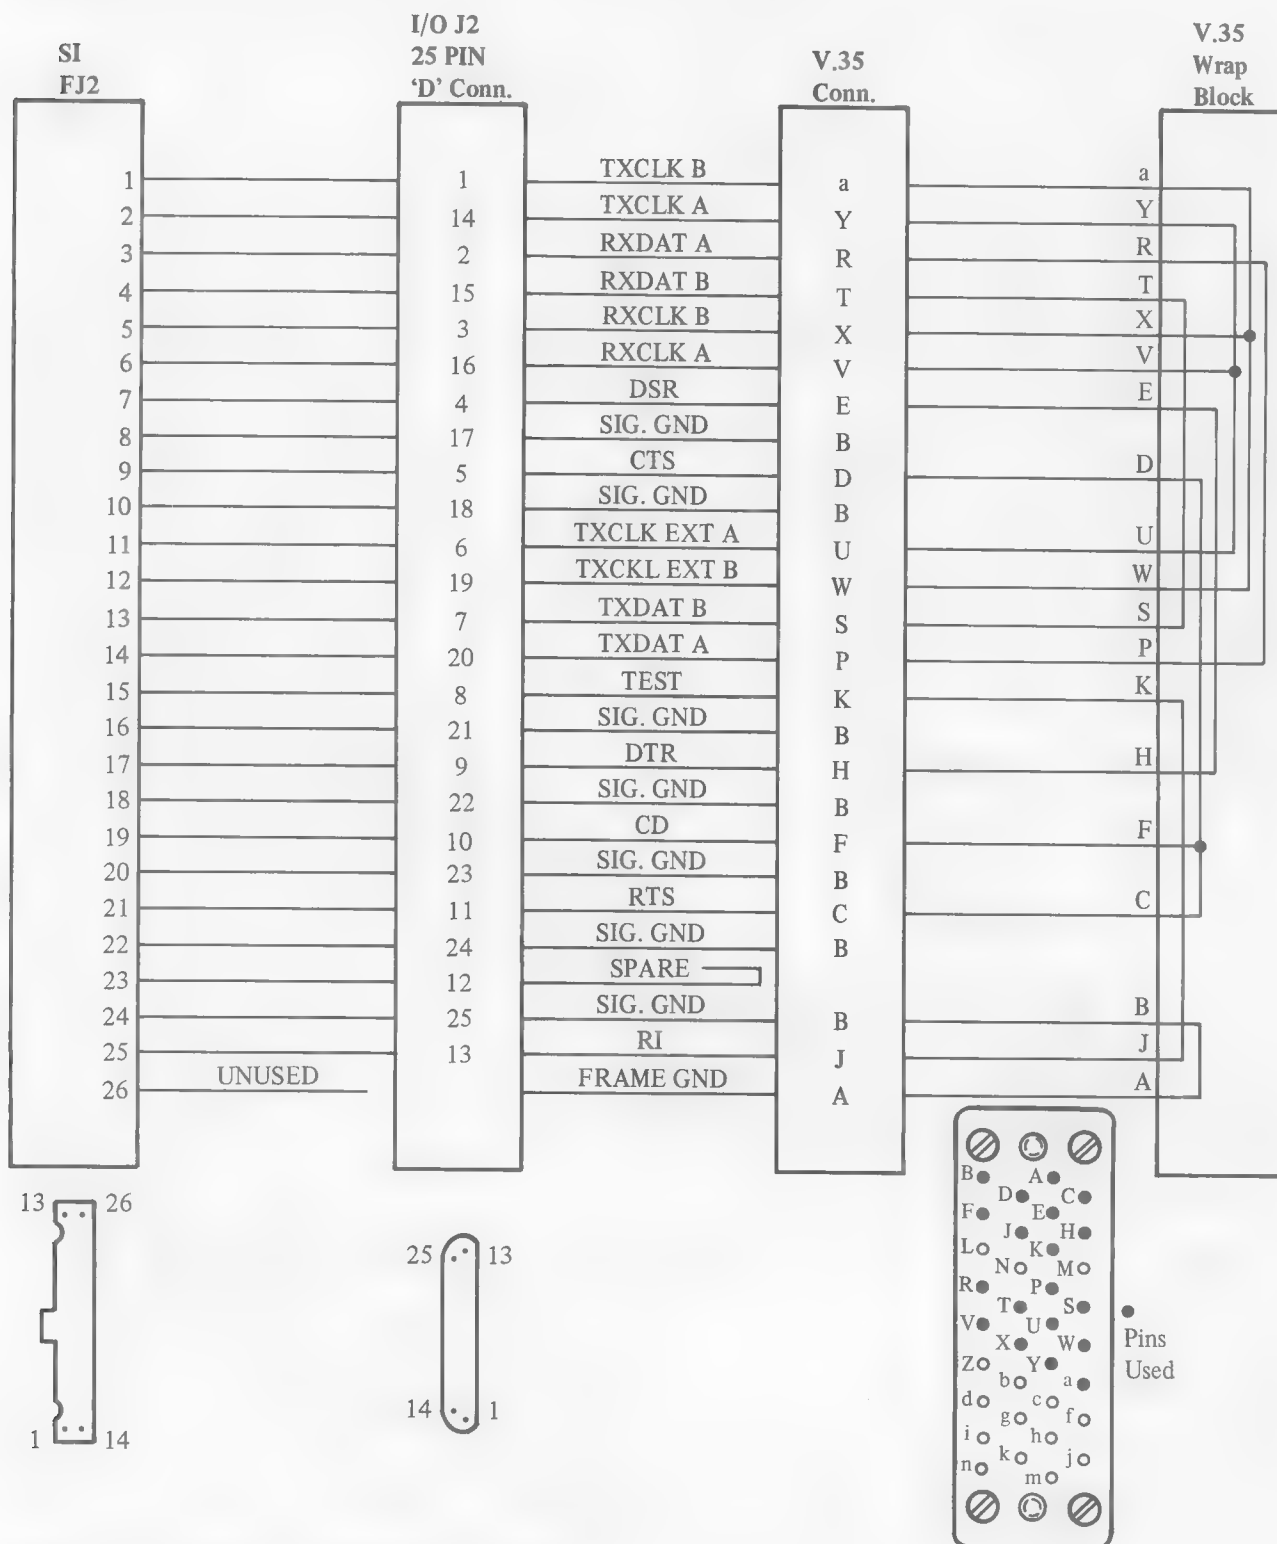 SI
FJ2
I/O J2
25 PIN
‘D’ Conn.
V.35
Conn.
V.35
Wrap
Block
1 1 TXCLK B a a
2 14 TXCLK A Y Y
3 2 RXDAT A R R
4 15 RXDAT B T T
5 3 RXCLK B X X
6 16 RXCLK A V V
7 4 DSR E E
8 17 SIG. GND B
9 5 CTS D D
10 18 SIG. GND B
11 6 TXCLK EXT A U U
12 19 TXCKL EXT B W W
13 7 TXDAT B S S
14 20 TXDAT A P P
15 8 TEST K K
16 21 SIG. GND B
17 9 DTR H H
18 22 SIG. GND B
19 10 CD F F
20 23 SIG. GND B
21 11 RTS C C
22 24 SIG. GND B
23 12 SPARE
24 25 SIG. GND B B
25 13 RI J J
26 UNUSED FRAME GND A A
13 26
1 14
25 13
14 1
B A
D C
F E
J H
L K
N M
R P
T S
V U
X W
Z Y
b a
d c
g f
i h
k j
n m
Pins
Used